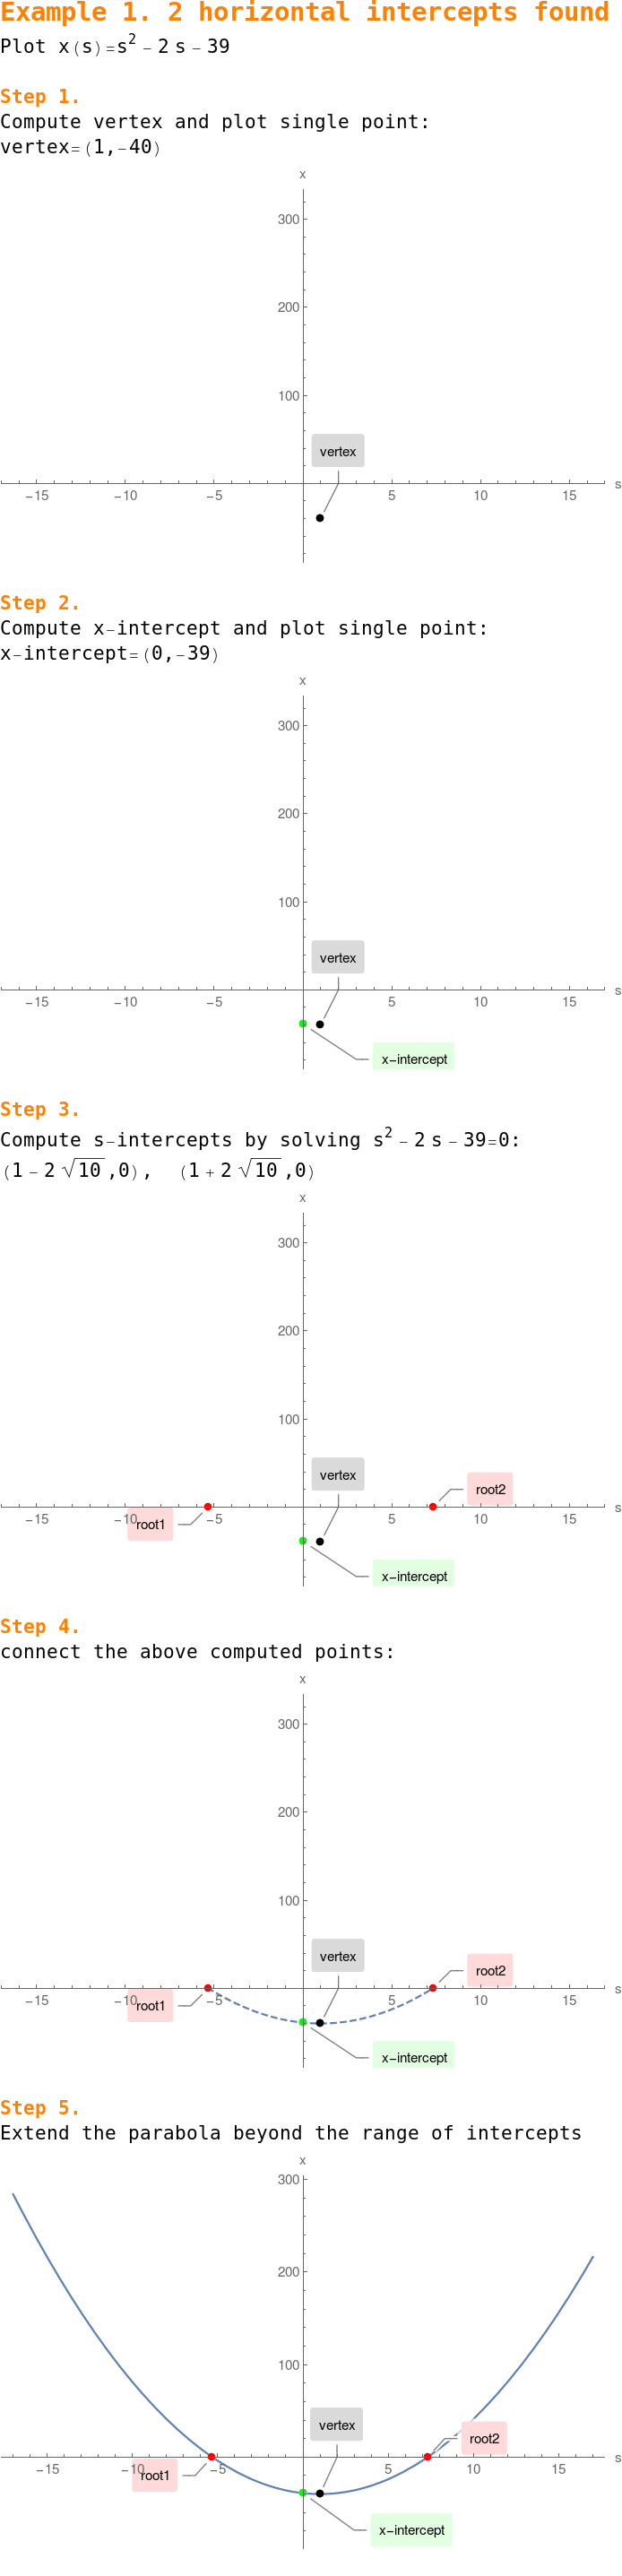 Example 1. 2 horizontal intercepts found
Plot x(s)=s² − 2 s − 39
Step 1.
Compute vertex and plot single point:
vertex=(1,−40)
x
300
200
100
vertex
−15 −10 −5 5 10 15 s
Step 2.
Compute x−intercept and plot single point:
x−intercept=(0,−39)
x
300
200
100
vertex
−15 −10 −5 5 10 15 s
x−intercept
Step 3.
Compute s−intercepts by solving s² − 2 s − 39=0:
(1 − 2 √10 ,0), (1 + 2 √10 ,0)
x
300
200
100
vertex
root2
−15 −10 −5 5 10 15 s
root1
x−intercept
Step 4.
connect the above computed points:
x
300
200
100
vertex
root2
−15 −10 −5 5 10 15 s
root1
x−intercept
Step 5.
Extend the parabola beyond the range of intercepts
x
300
200
100
vertex
root2
−15 −10 −5 5 10 15 s
root1
x−intercept